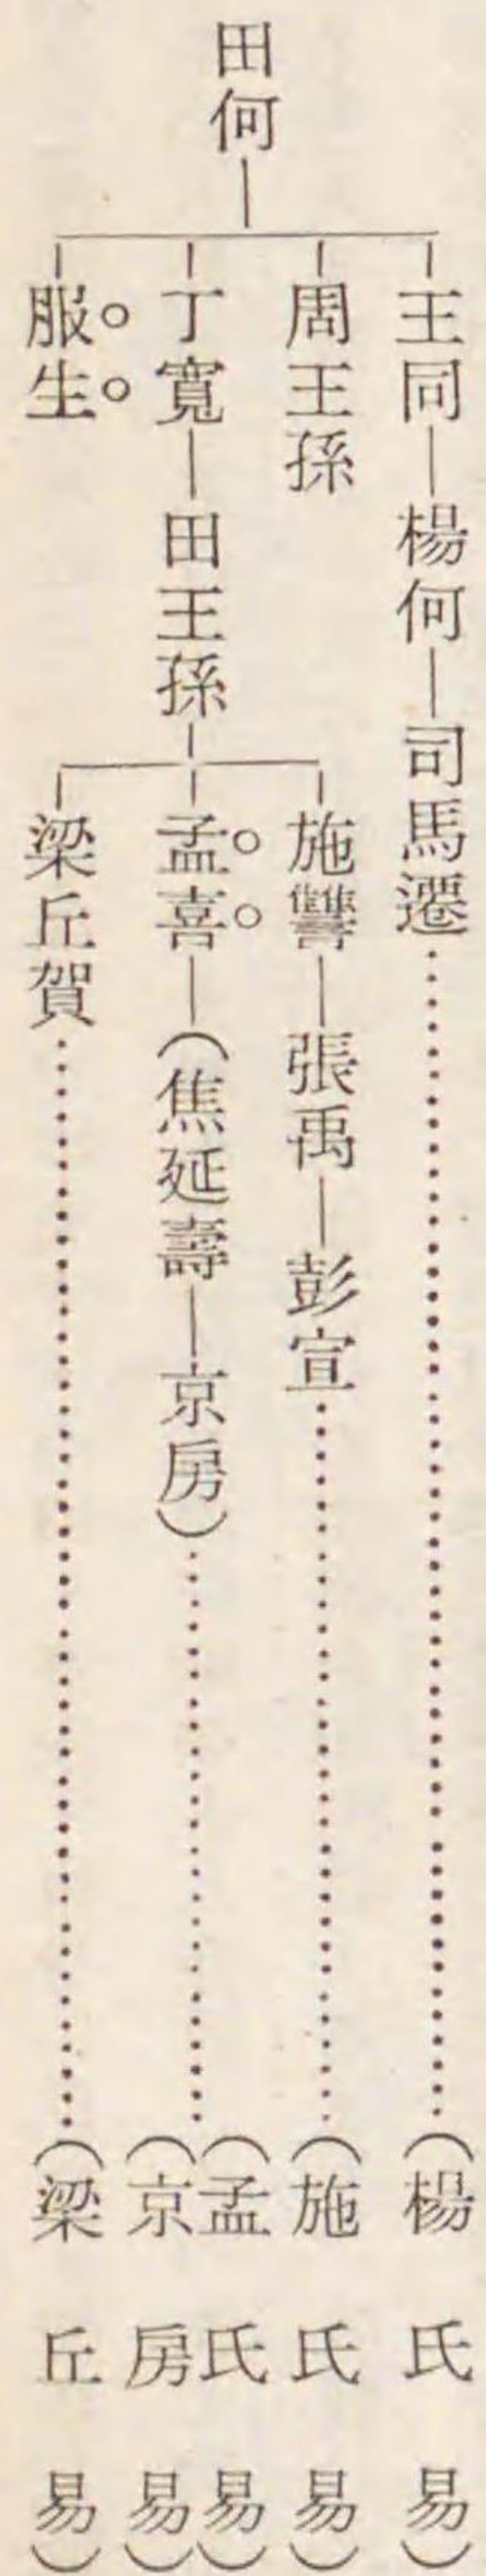 田何
王同—楊何—司馬遷……（楊氏易）
周王孫
丁寬—田王孫
施讐—張禹—彭宣……（施氏易）
孟喜—（焦延壽—京房）……（孟氏易）
（京房易）
梁丘賀……（梁丘易）
服生